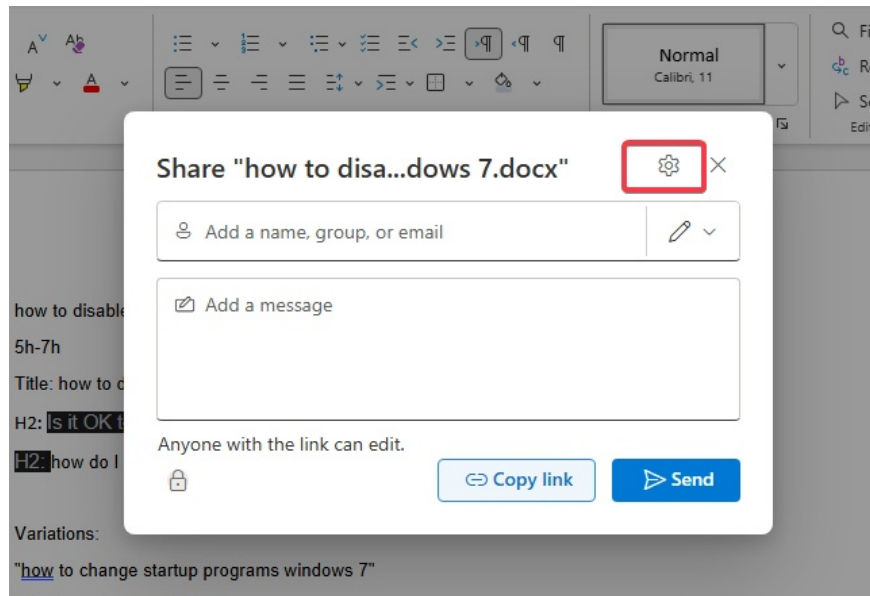 Normal
Calibri, 11
Share "how to disa...dows 7.docx"
Add a name, group, or email
Add a message
Anyone with the link can edit.
Copy link
Send
how to disable
5h-7h
Title: how to
H2: Is it OK
H2: how do I
Variations:
"how to change startup programs windows 7"